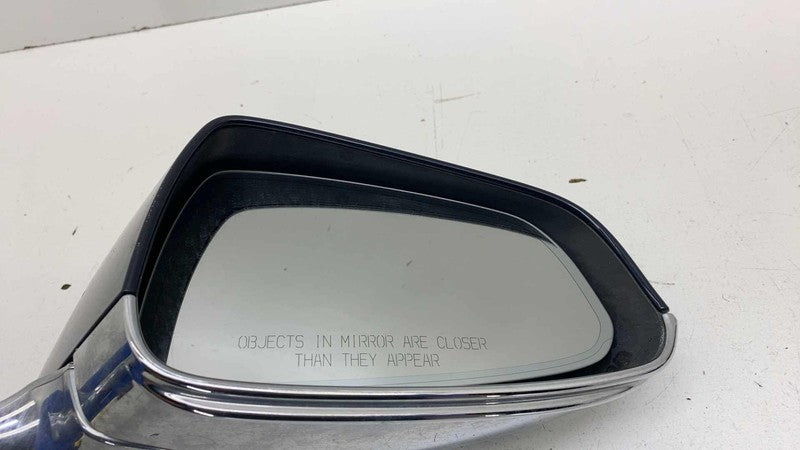 OBJECTS IN MIRROR ARE CLOSER
THAN THEY APPEAR